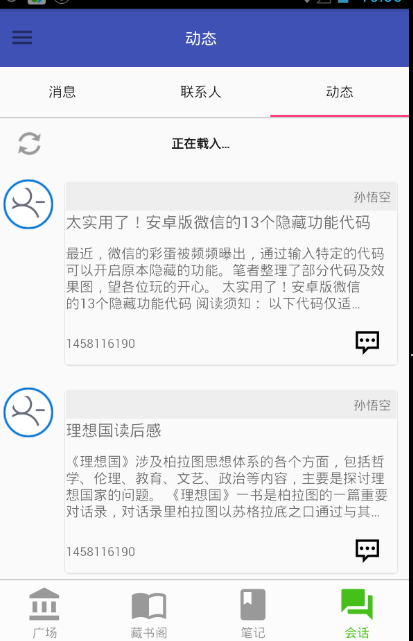 动态
消息
联系人
动态
正在载入...
孙悟空
太实用了！安卓版微信的13个隐藏功能代码
最近，微信的彩蛋被频频曝出，通过输入特定的代码
可以开启原本隐藏的功能。笔者整理了部分代码及效
果图，望各位玩的开心。 太实用了！安卓版微信
的13个隐藏功能代码 阅读须知： 以下代码仅适...
1458116190
孙悟空
理想国读后感
《理想国》涉及柏拉图思想体系的各个方面，包括哲
学、伦理、教育、文艺、政治等内容，主要是探讨理
想国家的问题。 《理想国》一书是柏拉图的一篇重要
对话录，对话录里柏拉图以苏格拉底之口通过与其...
1458116190
广场
藏书阁
笔记
会话